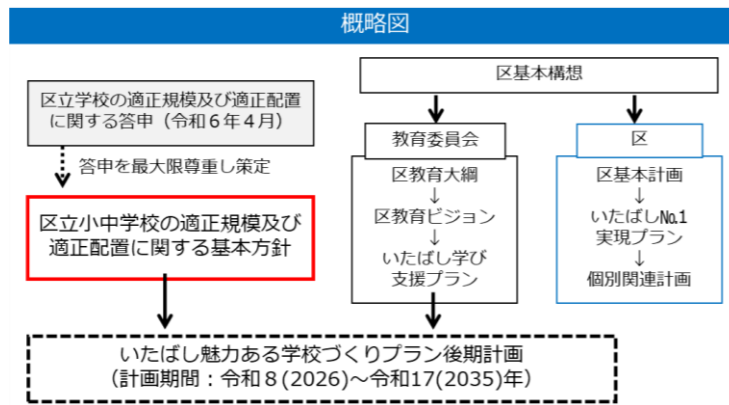 概略図
区立学校の適正規模及び適正配置
に関する答申（令和６年４月）
答申を最大限尊重し策定
区立小中学校の適正規模及び
適正配置に関する基本方針
区基本構想
教育委員会
区教育大綱
↓
区教育ビジョン
↓
いたばし学び
支援プラン
区
区基本計画
↓
いたばし№1
実現プラン
↓
個別関連計画
いたばし魅力ある学校づくりプラン後期計画
（計画期間：令和８(2026)～令和17(2035)年）